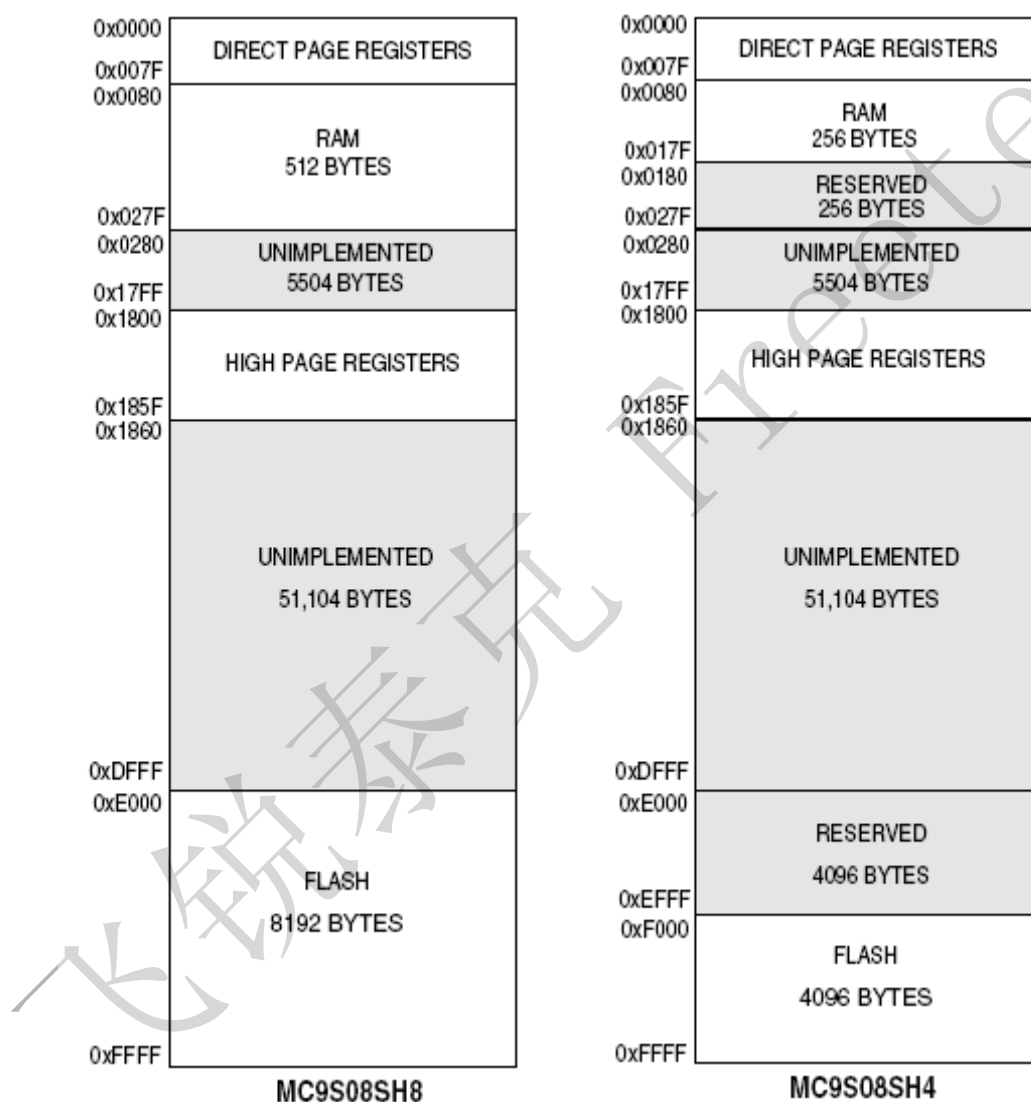 0x0000
DIRECT PAGE REGISTERS
0x007F
0x0080
RAM
512 BYTES
0x027F
0x0280
UNIMPLEMENTED
5504 BYTES
0x17FF
0x1800
HIGH PAGE REGISTERS
0x185F
0x1860
UNIMPLEMENTED
51,104 BYTES
0xDFFF
0xE000
FLASH
8192 BYTES
0xFFFF
MC9S08SH8
0x0000
DIRECT PAGE REGISTERS
0x007F
0x0080
RAM
256 BYTES
0x017F
0x0180
RESERVED
256 BYTES
0x027F
0x0280
UNIMPLEMENTED
5504 BYTES
0x17FF
0x1800
HIGH PAGE REGISTERS
0x185F
0x1860
UNIMPLEMENTED
51,104 BYTES
0xDFFF
0xE000
RESERVED
4096 BYTES
0xEFFF
0xF000
FLASH
4096 BYTES
0xFFFF
MC9S08SH4
飞锐泰克 Freete